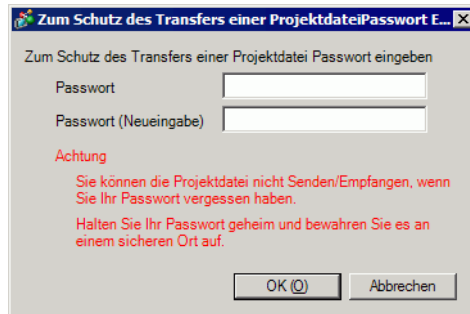 Zum Schutz des Transfers einer ProjektdateiPasswort E...
Zum Schutz des Transfers einer Projektdatei Passwort eingeben
Passwort
Passwort (Neueingabe)
Achtung
Sie können die Projektdatei nicht Senden/Empfangen, wenn
Sie Ihr Passwort vergessen haben.
Halten Sie Ihr Passwort geheim und bewahren Sie es an
einem sicheren Ort auf.
OK (O)
Abbrechen